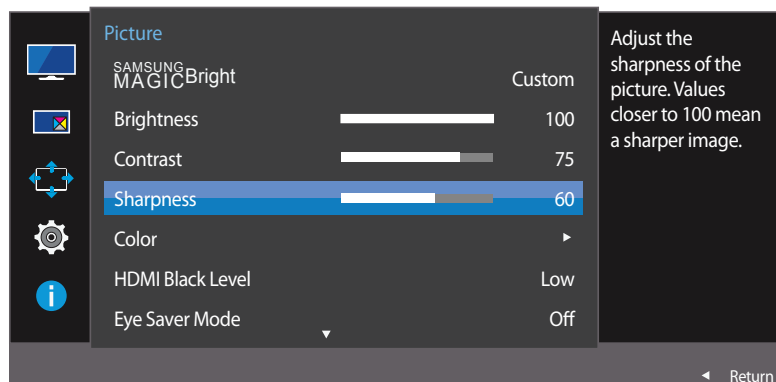 Picture
SAMSUNG
MAGICBright Custom
Brightness 100
Contrast 75
Sharpness 60
Color
HDMI Black Level Low
Eye Saver Mode Off
Adjust the
sharpness of the
picture. Values
closer to 100 mean
a sharper image.
Return